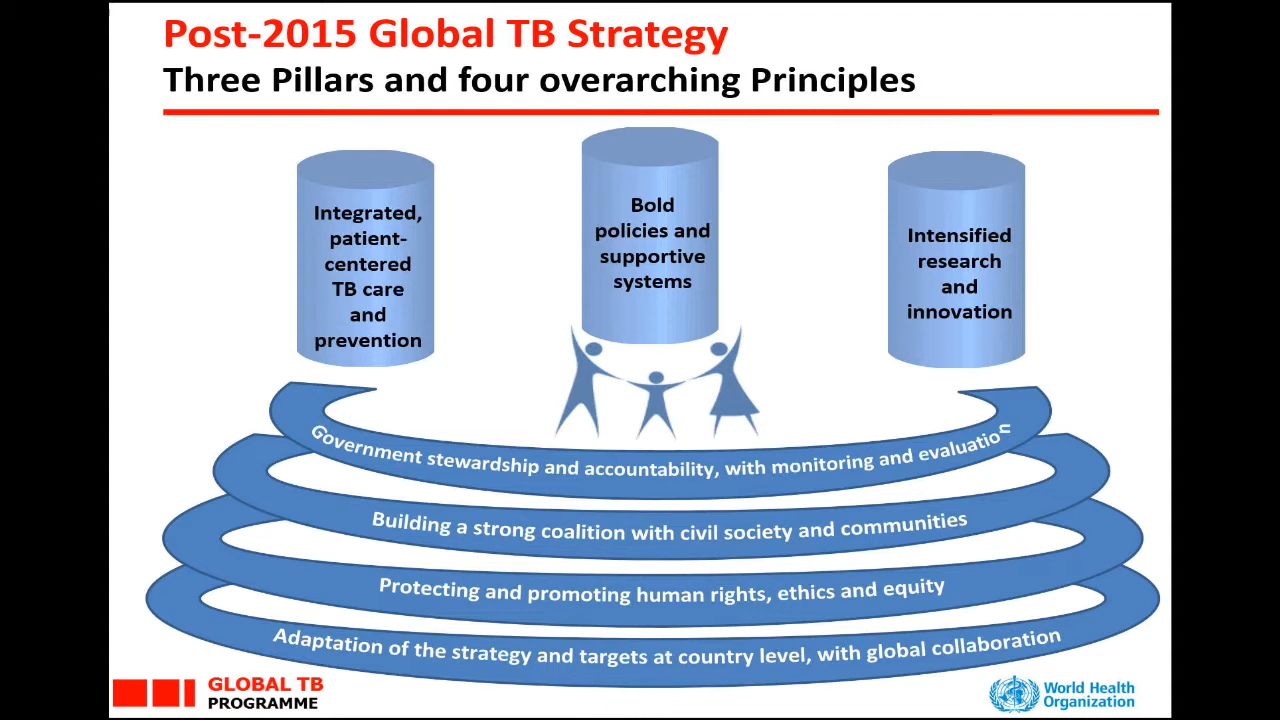 Post-2015 Global TB Strategy
Three Pillars and four overarching Principles
Integrated,
patient-
centered
TB care
and
prevention
Bold
policies and
supportive
systems
Intensified
research
and
innovation
Government stewardship and accountability, with monitoring and evaluation
Building a strong coalition with civil society and communities
Protecting and promoting human rights, ethics and equity
Adaptation of the strategy and targets at country level, with global collaboration
GLOBAL TB
PROGRAMME
World Health
Organization